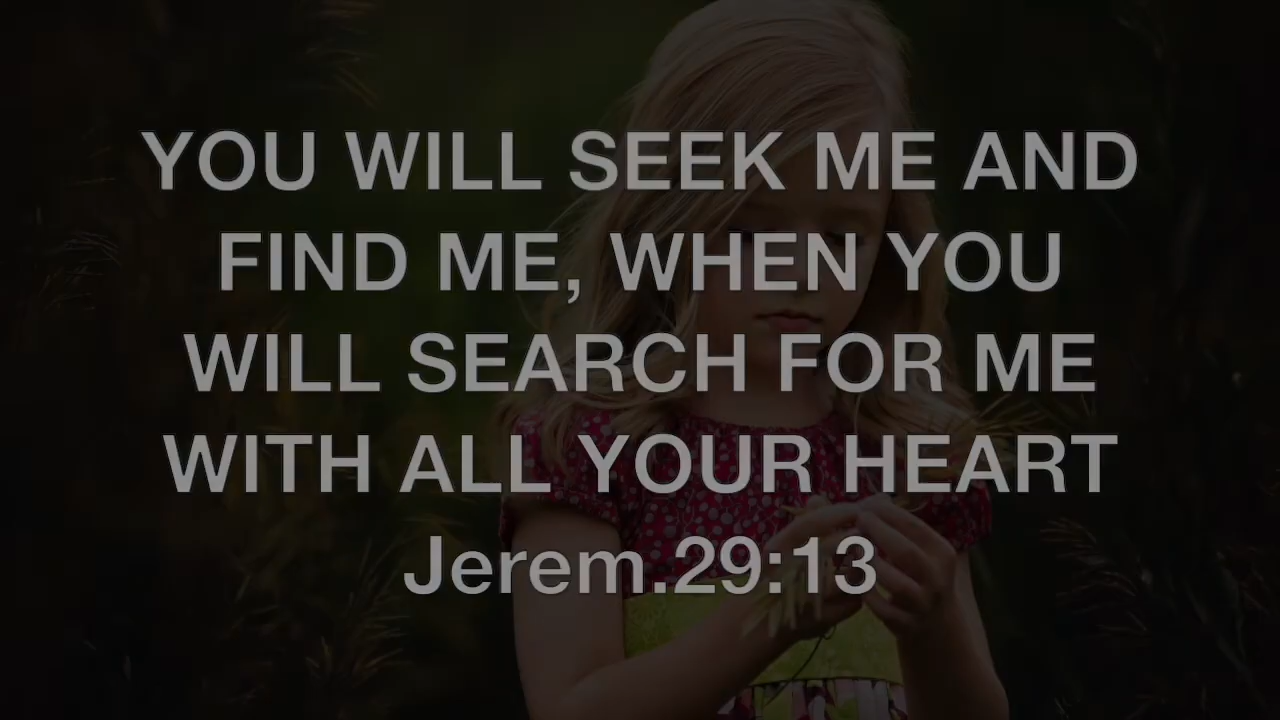 YOU WILL SEEK ME AND
FIND ME, WHEN YOU
WILL SEARCH FOR ME
WITH ALL YOUR HEART
Jerem.29:13